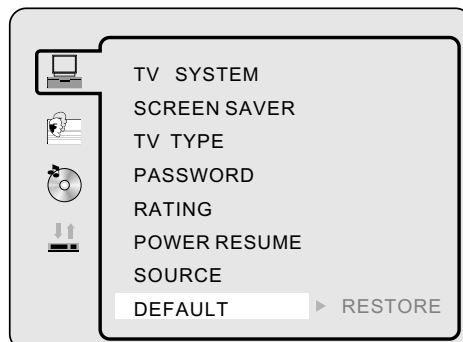 TV SYSTEM
SCREEN SAVER
TV TYPE
PASSWORD
RATING
POWER RESUME
SOURCE
DEFAULT RESTORE